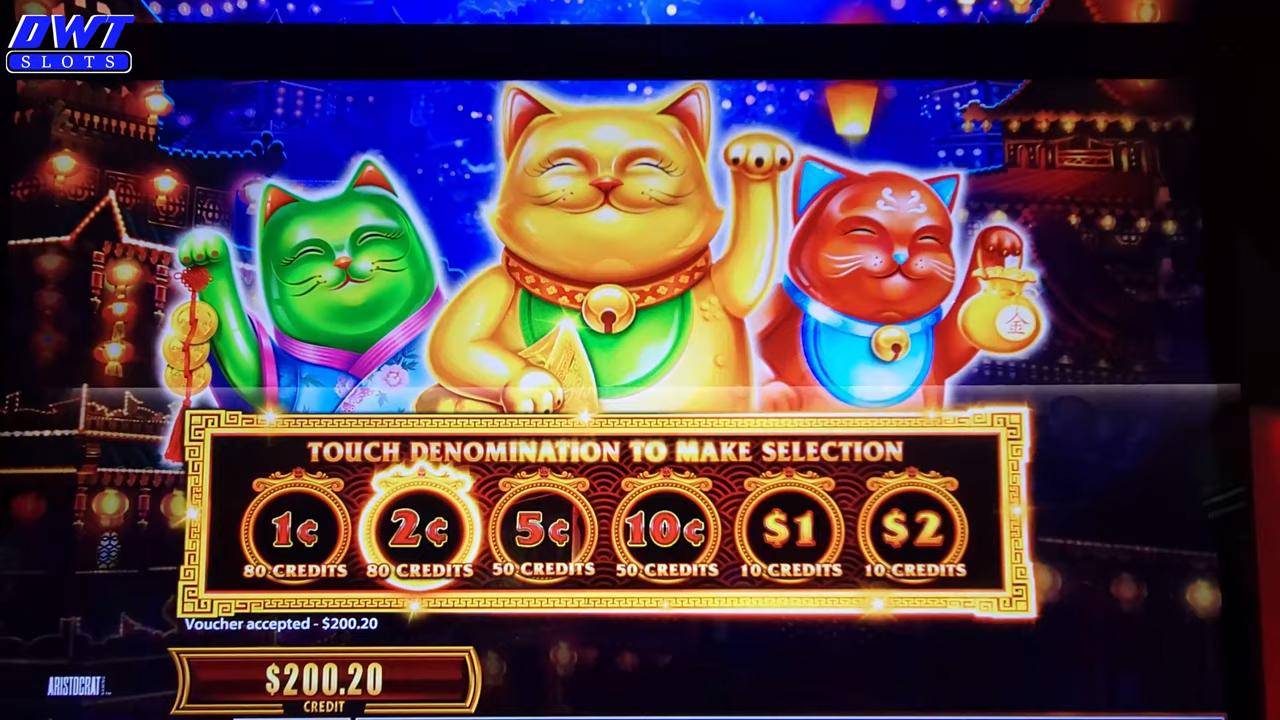 DWT
SLOTS
金
TOUCH DENOMINATION TO MAKE SELECTION
1¢ 2¢ 5¢ 10¢ $1 $2
80 CREDITS 80 CREDITS 50 CREDITS 50 CREDITS 10 CREDITS 10 CREDITS
Voucher accepted - $200.20
$200.20
CREDIT
ARISTOCRAT